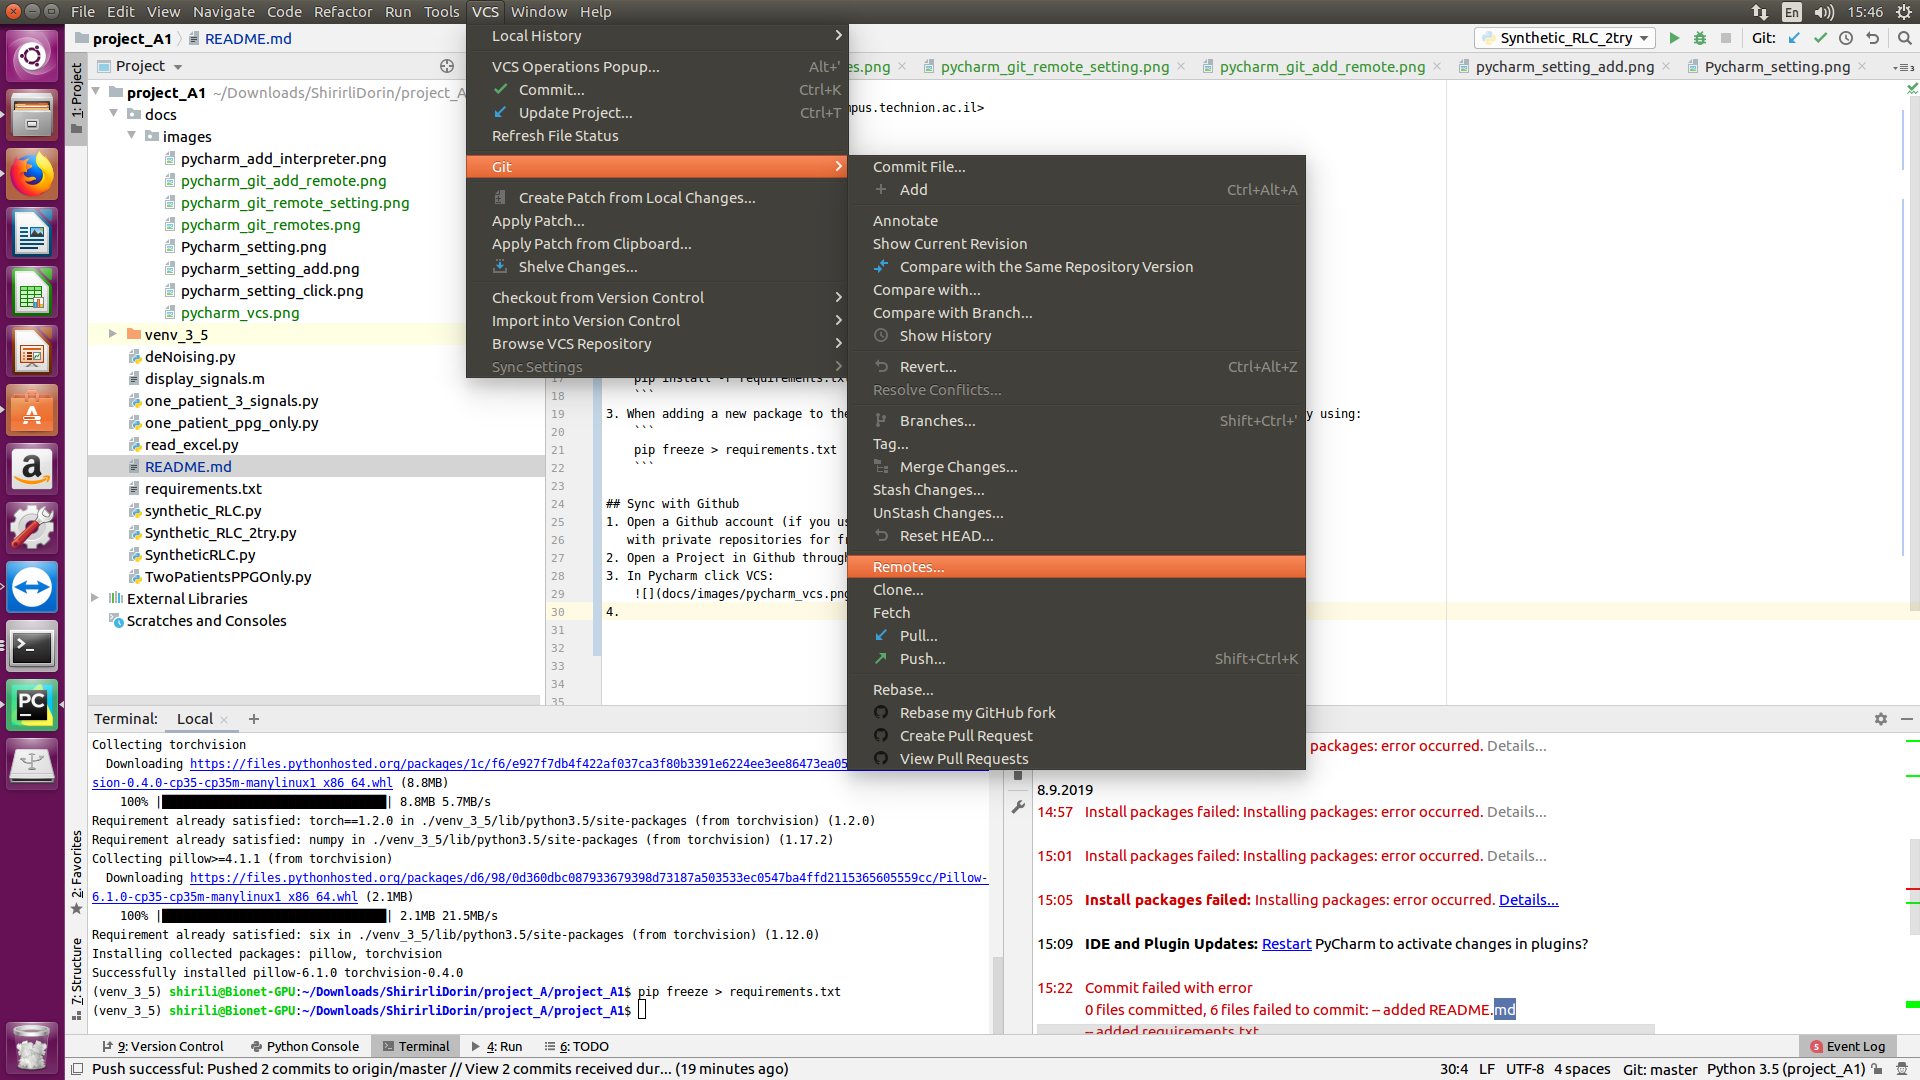 File Edit View Navigate Code Refactor Run Tools VCS Window Help
En 15:46
project_A1 README.md
Synthetic_RLC_2try Git:
Project
es.png pycharm_git_remote_setting.png pycharm_git_add_remote.png pycharm_setting_add.png Pycharm_setting.png
1: Project
project_A1 ~/Downloads/ShirirliDorin/project_A
docs
images
pycharm_add_interpreter.png
pycharm_git_add_remote.png
pycharm_git_remote_setting.png
pycharm_git_remotes.png
Pycharm_setting.png
pycharm_setting_add.png
pycharm_setting_click.png
pycharm_vcs.png
venv_3_5
deNoising.py
display_signals.m
one_patient_3_signals.py
one_patient_ppg_only.py
read_excel.py
README.md
requirements.txt
synthetic_RLC.py
Synthetic_RLC_2try.py
SyntheticRLC.py
TwoPatientsPPGOnly.py
External Libraries
Scratches and Consoles
Local History
VCS Operations Popup... Alt+'
Commit... Ctrl+K
Update Project... Ctrl+T
Refresh File Status
Git
Create Patch from Local Changes...
Apply Patch...
Apply Patch from Clipboard...
Shelve Changes...
Checkout from Version Control
Import into Version Control
Browse VCS Repository
Sync Settings
Commit File...
Add Ctrl+Alt+A
Annotate
Show Current Revision
Compare with the Same Repository Version
Compare with...
Compare with Branch...
Show History
Revert... Ctrl+Alt+Z
Resolve Conflicts...
Branches... Shift+Ctrl+'
Tag...
Merge Changes...
Stash Changes...
UnStash Changes...
Reset HEAD...
Remotes...
Clone...
Fetch
Pull...
Push... Shift+Ctrl+K
Rebase...
Rebase my GitHub fork
Create Pull Request
View Pull Requests
mpus.technion.ac.il>
17 pip install -r requirements.txt
18 ```
19 3. When adding a new package to the y using:
20 ```
21 pip freeze > requirements.txt
22 ```
23
24 ## Sync with Github
25 1. Open a Github account (if you us
26 with private repositories for fr
27 2. Open a Project in Github through
28 3. In Pycharm click VCS:
29 ![](docs/images/pycharm_vcs.png
30 4.
31
32
33
34
35
Terminal: Local +
Collecting torchvision
Downloading https://files.pythonhosted.org/packages/1c/f6/e927f7db4f422af037ca3f80b3391e6224ee3ee86473ea05
sion-0.4.0-cp35-cp35m-manylinux1_x86_64.whl (8.8MB)
100% | | 8.8MB 5.7MB/s
Requirement already satisfied: torch==1.2.0 in ./venv_3_5/lib/python3.5/site-packages (from torchvision) (1.2.0)
Requirement already satisfied: numpy in ./venv_3_5/lib/python3.5/site-packages (from torchvision) (1.17.2)
Collecting pillow>=4.1.1 (from torchvision)
Downloading https://files.pythonhosted.org/packages/d6/98/0d360dbc087933679398d73187a503533ec0547ba4ffd2115365605559cc/Pillow-
6.1.0-cp35-cp35m-manylinux1_x86_64.whl (2.1MB)
100% | | 2.1MB 21.5MB/s
Requirement already satisfied: six in ./venv_3_5/lib/python3.5/site-packages (from torchvision) (1.12.0)
Installing collected packages: pillow, torchvision
Successfully installed pillow-6.1.0 torchvision-0.4.0
(venv_3_5) shirili@Bionet-GPU:~/Downloads/ShirirliDorin/project_A/project_A1$ pip freeze > requirements.txt
(venv_3_5) shirili@Bionet-GPU:~/Downloads/ShirirliDorin/project_A/project_A1$
2: Favorites
7: Structure
packages: error occurred. Details...
8.9.2019
14:57 Install packages failed: Installing packages: error occurred. Details...
15:01 Install packages failed: Installing packages: error occurred. Details...
15:05 Install packages failed: Installing packages: error occurred. Details...
15:09 IDE and Plugin Updates: Restart PyCharm to activate changes in plugins?
15:22 Commit failed with error
0 files committed, 6 files failed to commit: -- added README.md
-- added requirements.txt
9: Version Control Python Console Terminal 4: Run 6: TODO 5 Event Log
Push successful: Pushed 2 commits to origin/master // View 2 commits received dur... (19 minutes ago) 30:4 LF UTF-8 4 spaces Git: master Python 3.5 (project_A1)